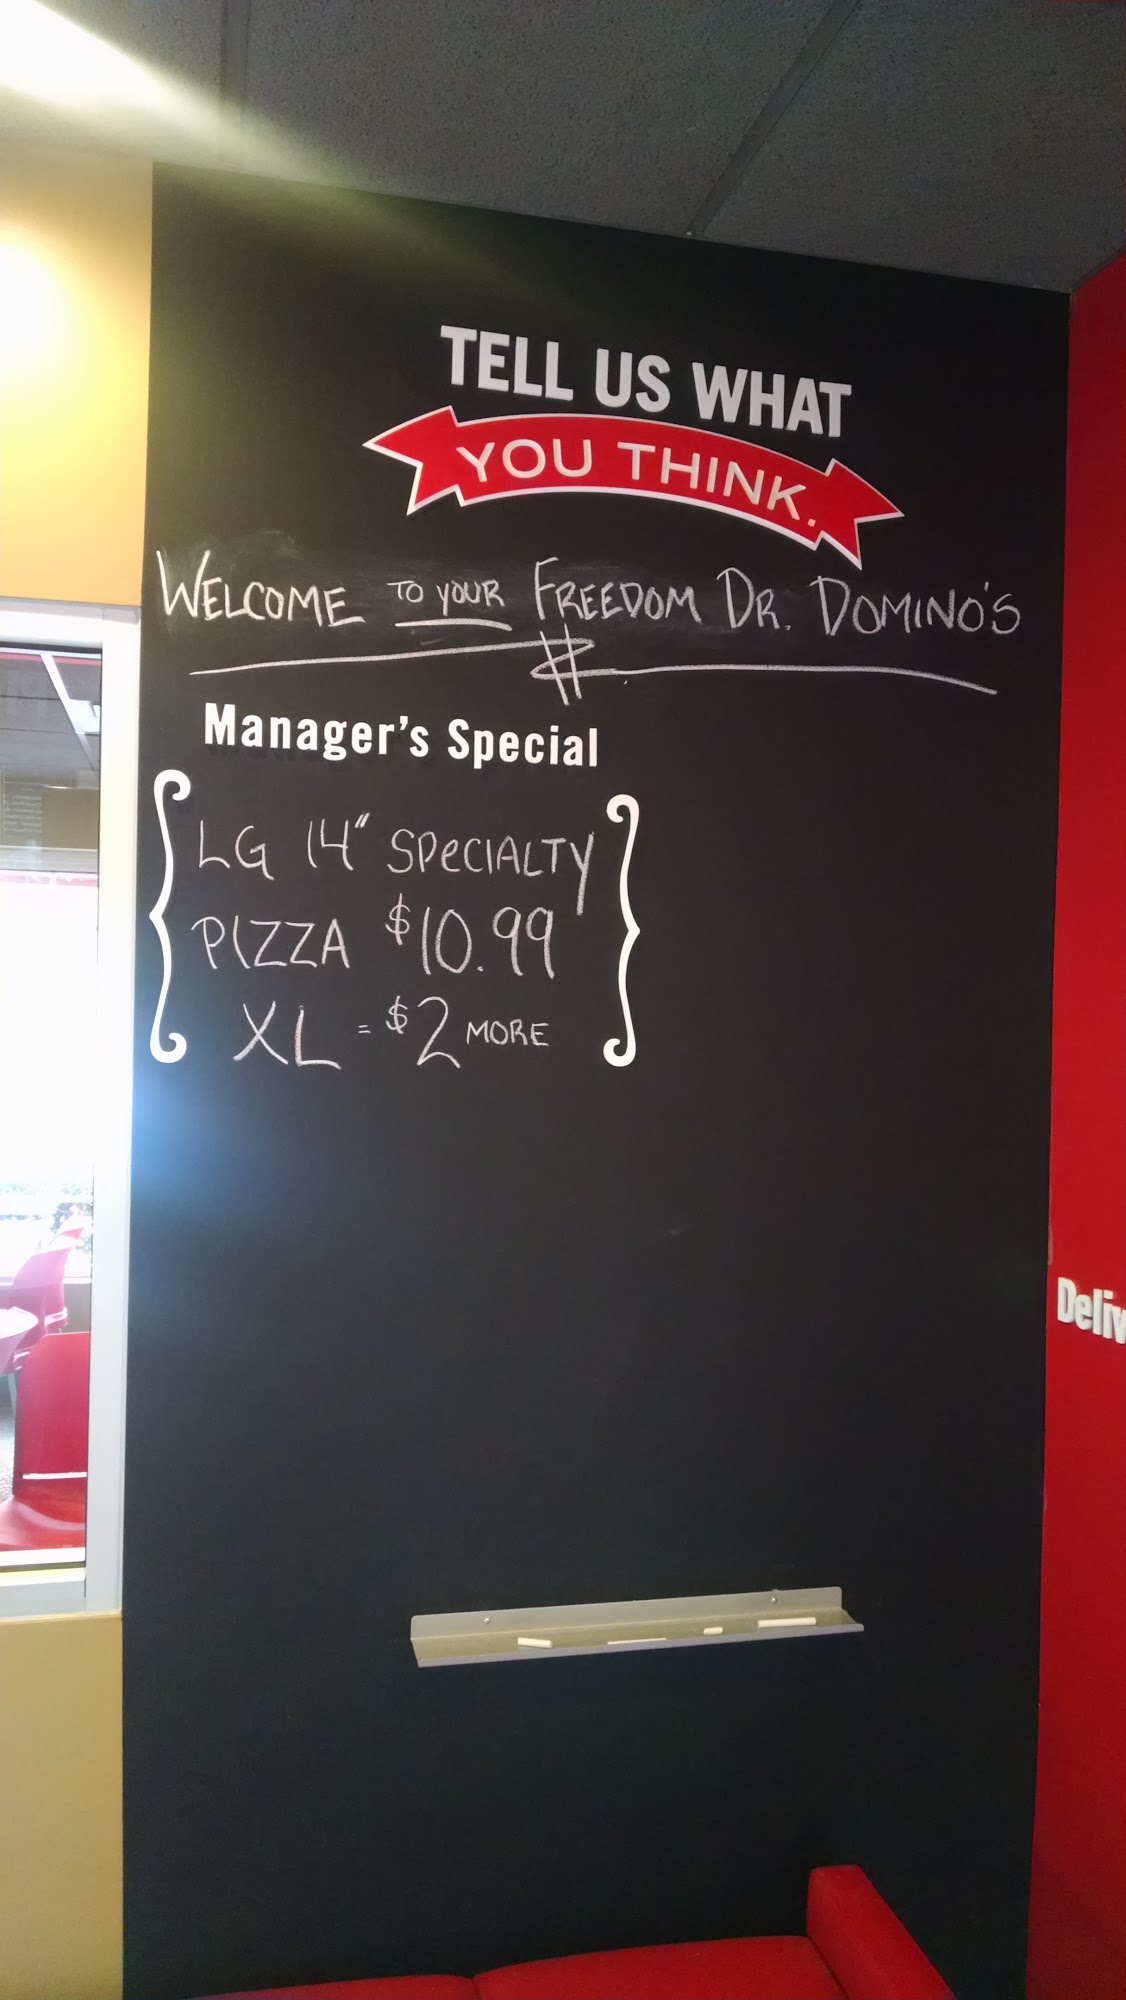 TELL US WHAT
YOU THINK.
WELCOME TO YOUR FREEDOM DR. DOMINO'S
Manager's Special
LG 14" SPECIALTY
PIZZA $10.99
XL = $2 MORE
Deliv